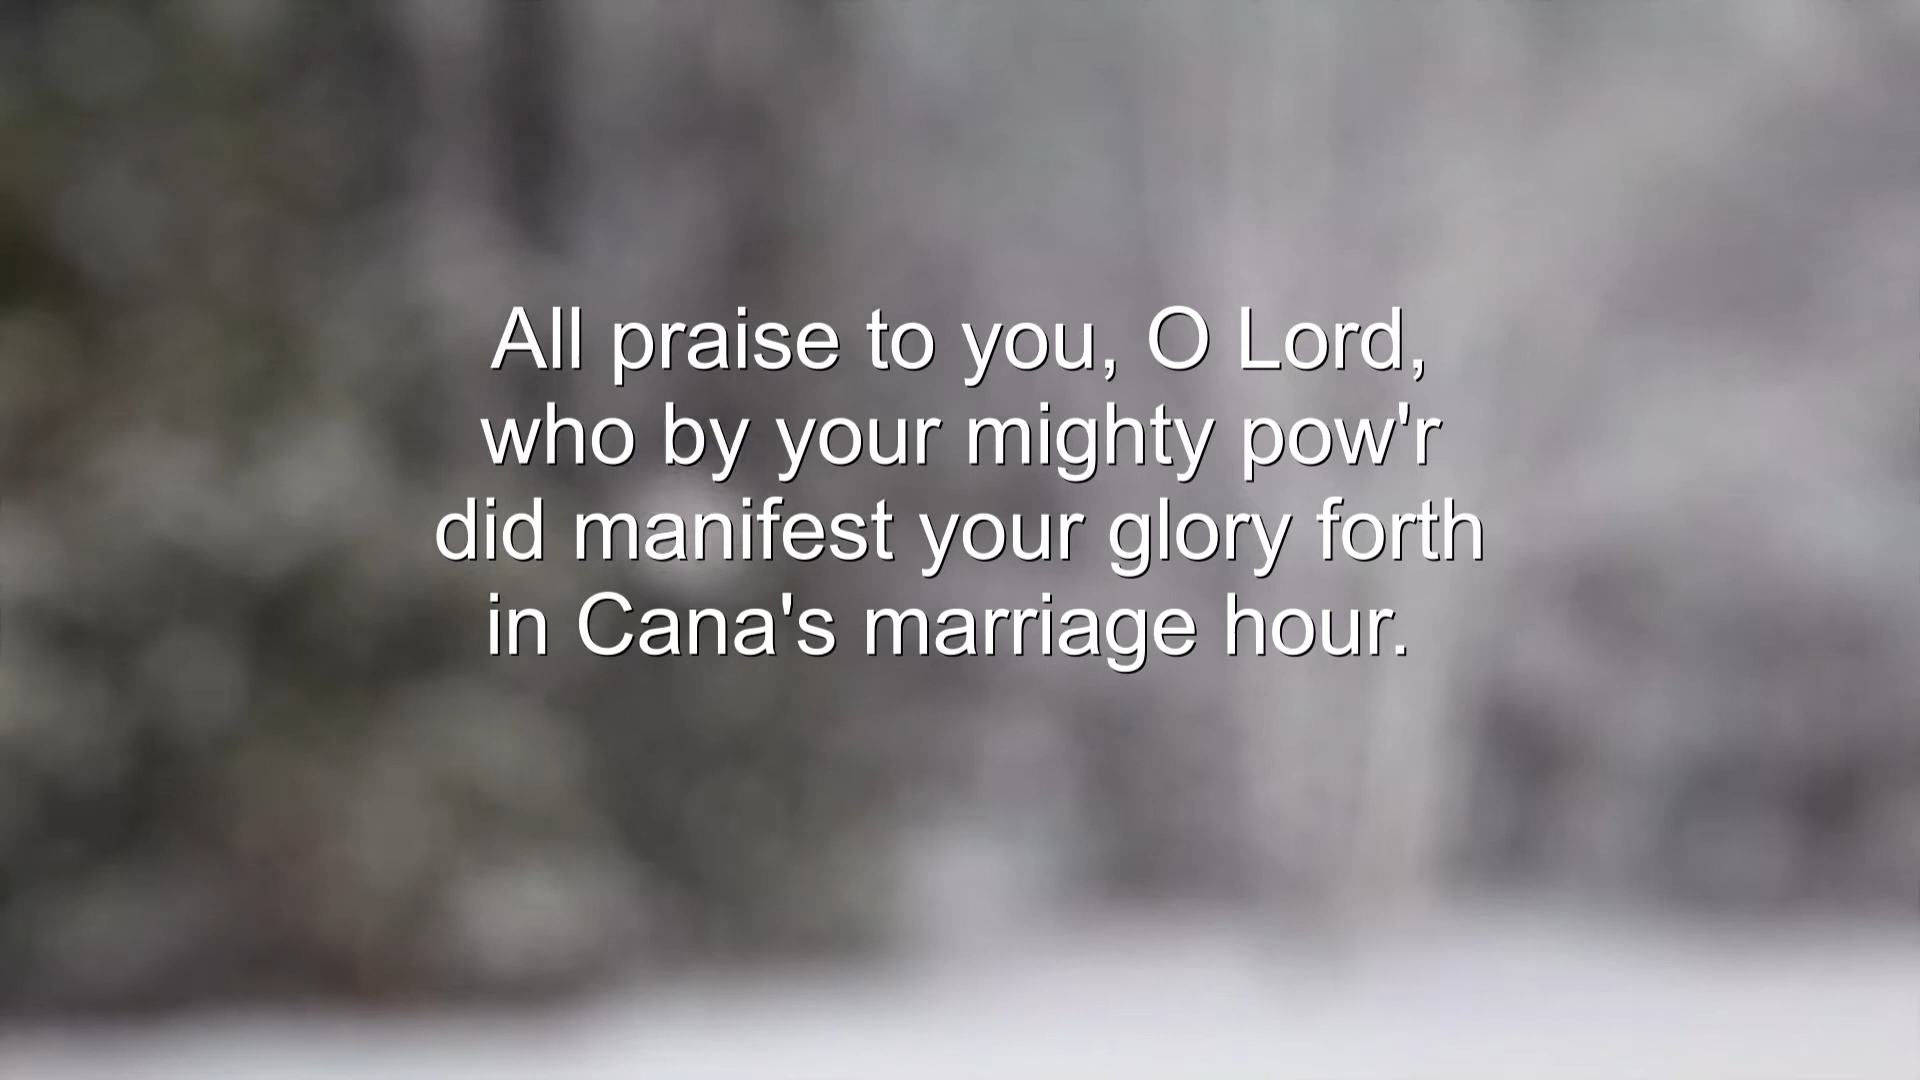 All praise to you, O Lord,
who by your mighty pow'r
did manifest your glory forth
in Cana's marriage hour.